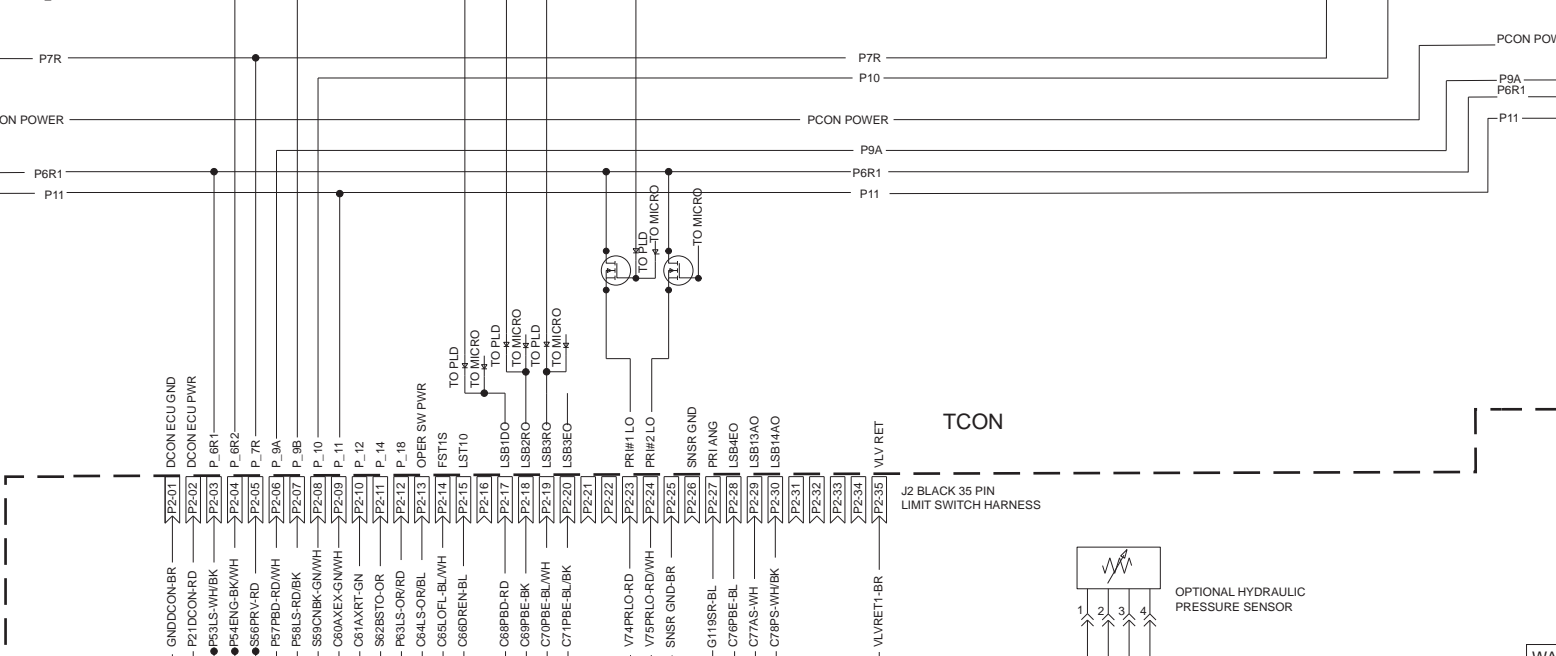 PCON POW
P7R
P7R
P10
P9A
P6R1
ON POWER
PCON POWER
P11
P9A
P6R1
P6R1
P11
P11
TO PLD
TO MICRO
TO MICRO
TO PLD
TO MICRO
TO PLD
TO MICRO
TO PLD
TO MICRO
DCON ECU GND
DCON ECU PWR
P_6R1
P_6R2
P_7R
P_9A
P_9B
P_10
P_11
P_12
P_14
P_18
OPER SW PWR
FST1S
LST10
LSB1DO
LSB2RO
LSB3RO
LSB3EO
PRI#1 LO
PRI#2 LO
SNSR GND
PRI ANG
LSB4EO
LSB13AO
LSB14AO
VLV RET
TCON
P2-01
P2-02
P2-03
P2-04
P2-05
P2-06
P2-07
P2-08
P2-09
P2-10
P2-11
P2-12
P2-13
P2-14
P2-15
P2-16
P2-17
P2-18
P2-19
P2-20
P2-21
P2-22
P2-23
P2-24
P2-25
P2-26
P2-27
P2-28
P2-29
P2-30
P2-31
P2-32
P2-33
P2-34
P2-35
J2 BLACK 35 PIN
LIMIT SWITCH HARNESS
GNDDCON-BR
P21DCON-RD
P53LS-WH/BK
P54ENG-BK/WH
S56PRV-RD
P57PBD-RD/WH
P58LS-RD/BK
S59CNBK-GN/WH
C60AXEX-GN/WH
C61AXRT-GN
S62BSTO-OR
P63LS-OR/RD
C64LS-OR/BL
C65LOFL-BL/WH
C66DREN-BL
C68PBD-RD
C69PBE-BK
C70PBE-BL/WH
C71PBE-BL/BK
V74PRLO-RD
V75PRLO-RD/WH
SNSR GND-BR
G119SR-BL
C76PBE-BL
C77AS-WH
C78PS-WH/BK
VLVRET1-BR
OPTIONAL HYDRAULIC
PRESSURE SENSOR
1 2 3 4
WA